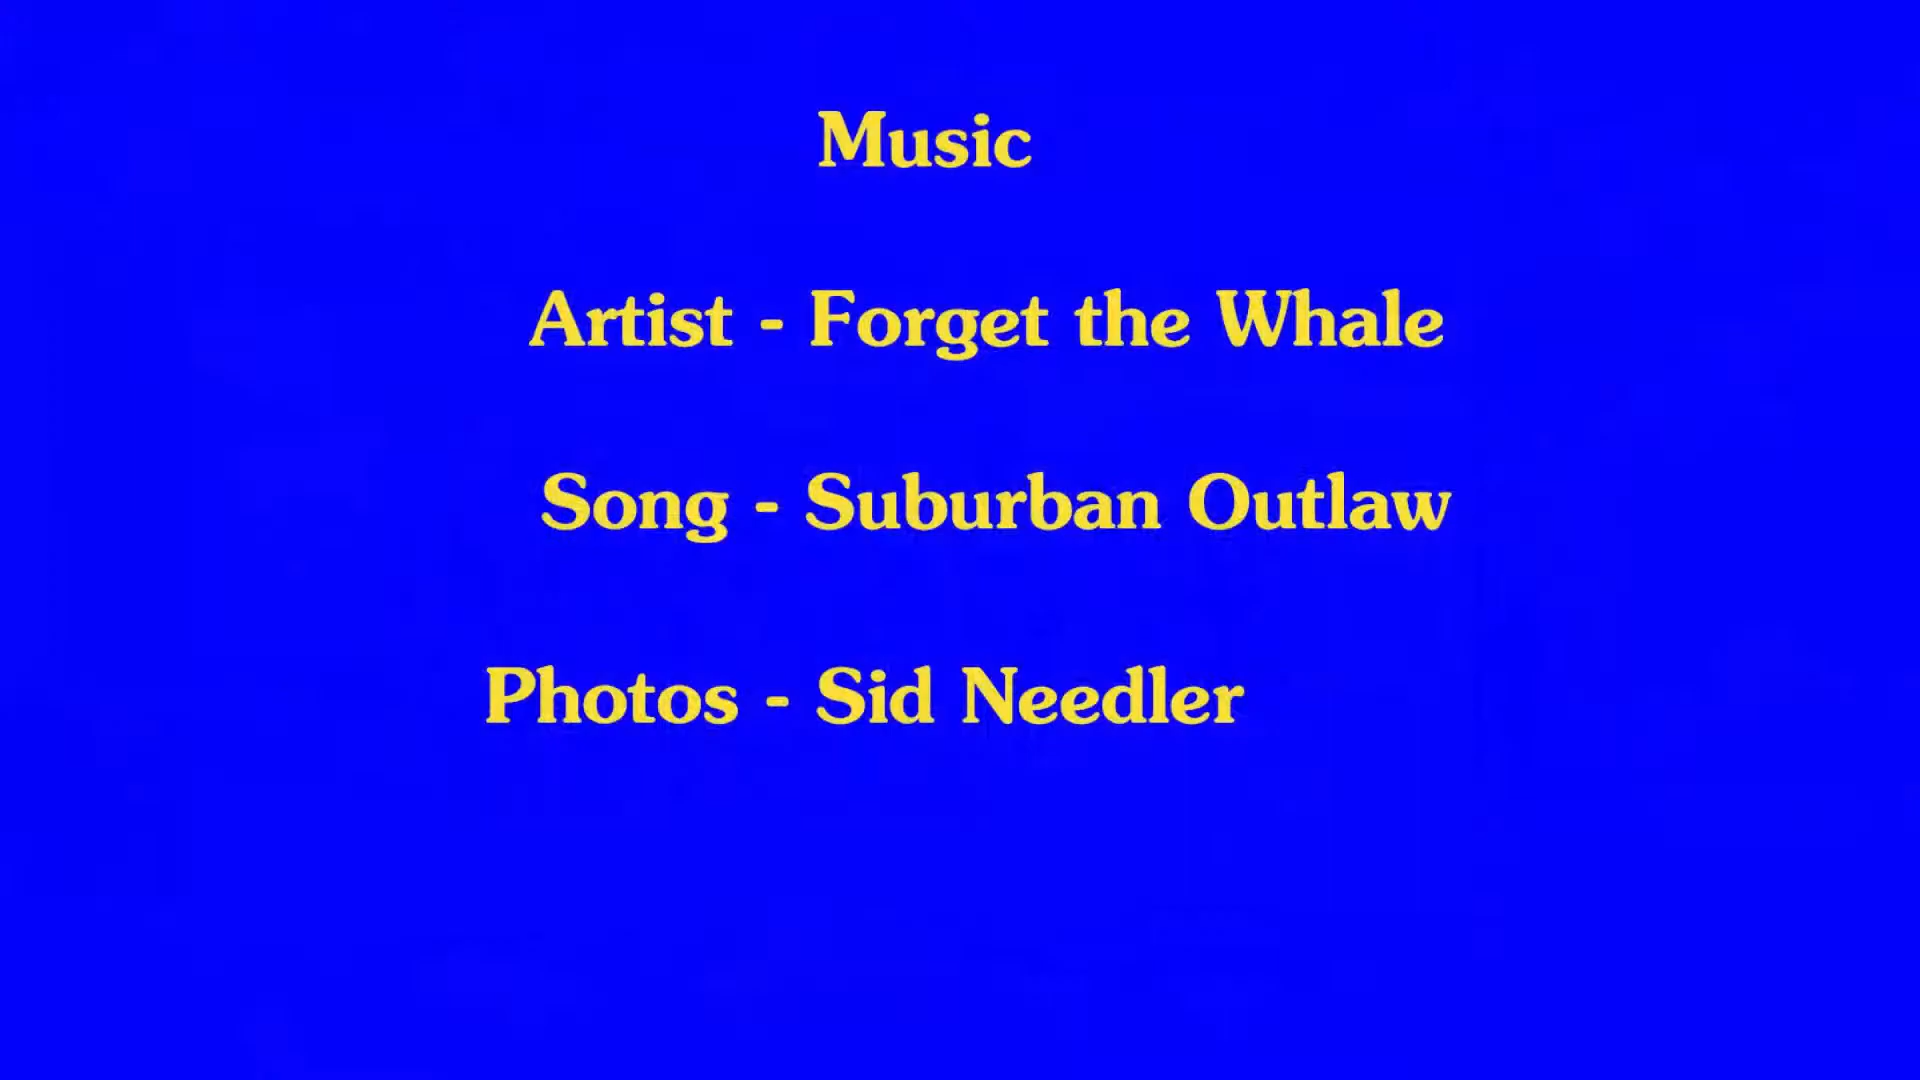 Music
Artist - Forget the Whale
Song - Suburban Outlaw
Photos - Sid Needler